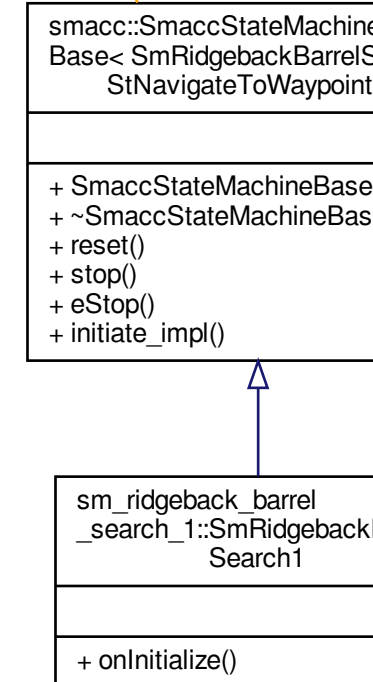 smacc::SmaccStateMachine
Base< SmRidgebackBarrelS
StNavigateToWaypoint
+ SmaccStateMachineBase
+ ~SmaccStateMachineBas
+ reset()
+ stop()
+ eStop()
+ initiate_impl()
sm_ridgeback_barrel
_search_1::SmRidgeback
Search1
+ onInitialize()